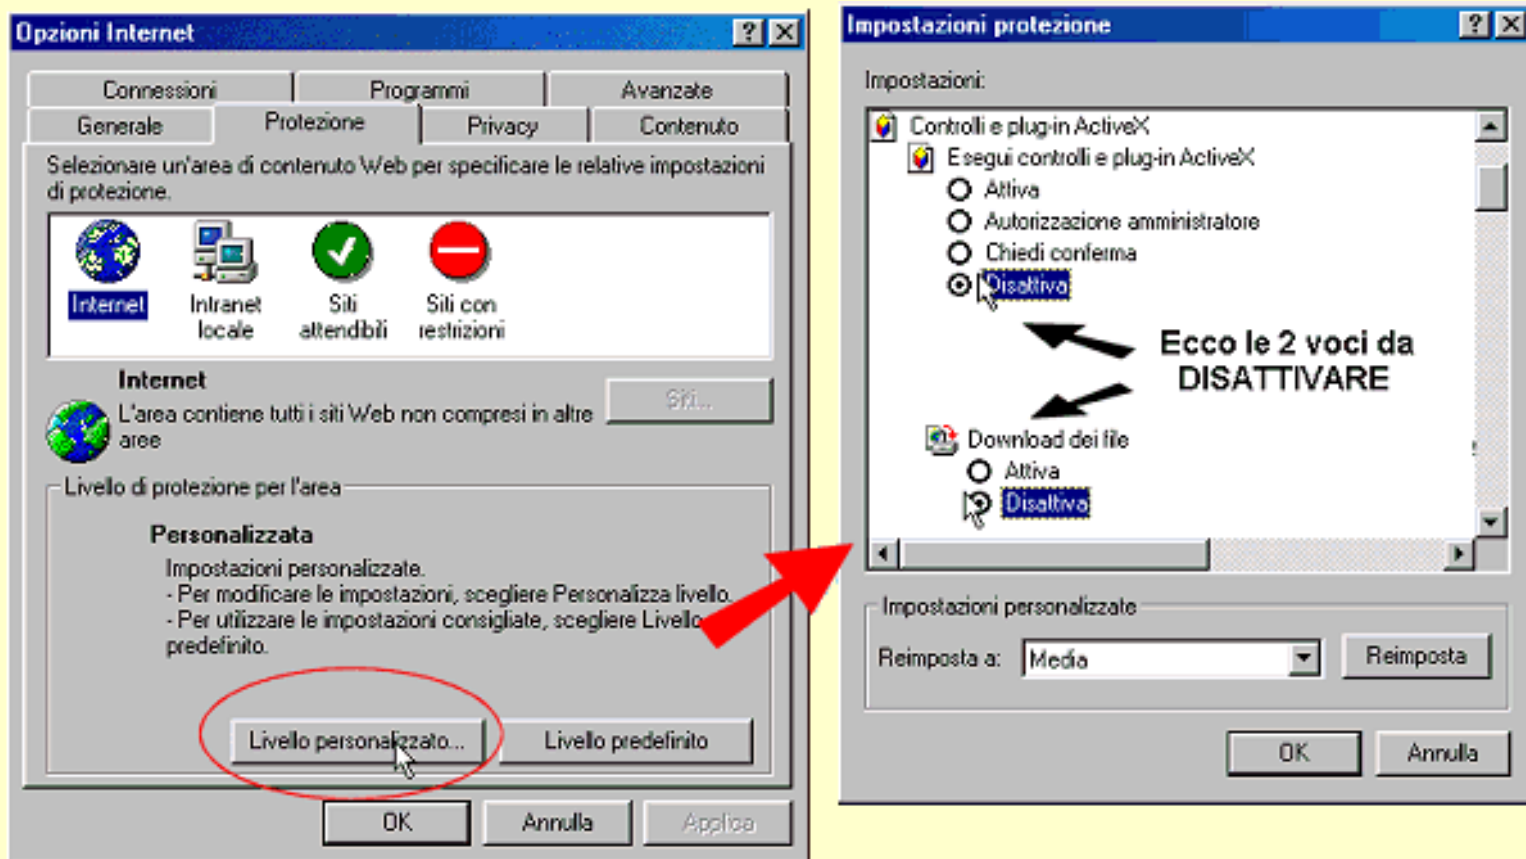 Opzioni Internet
Connessioni
Programmi
Avanzate
Generale
Protezione
Privacy
Contenuto
Selezionare un'area di contenuto Web per specificare le relative impostazioni
di protezione.
Internet
Intranet
locale
Siti
attendibili
Siti con
restrizioni
Internet
L'area contiene tutti i siti Web non compresi in altre
aree
Siti...
Livello di protezione per l'area
Personalizzata
Impostazioni personalizzate.
- Per modificare le impostazioni, scegliere Personalizza livello.
- Per utilizzare le impostazioni consigliate, scegliere Livello
predefinito.
Livello personalizzato...
Livello predefinito
OK
Annulla
Applica
Impostazioni protezione
Impostazioni:
Controlli e plug-in ActiveX
Esegui controlli e plug-in ActiveX
Attiva
Autorizzazione amministratore
Chiedi conferma
Disattiva
Ecco le 2 voci da
DISATTIVARE
Download dei file
Attiva
Disattiva
Impostazioni personalizzate
Reimposta a:
Media
Reimposta
OK
Annulla